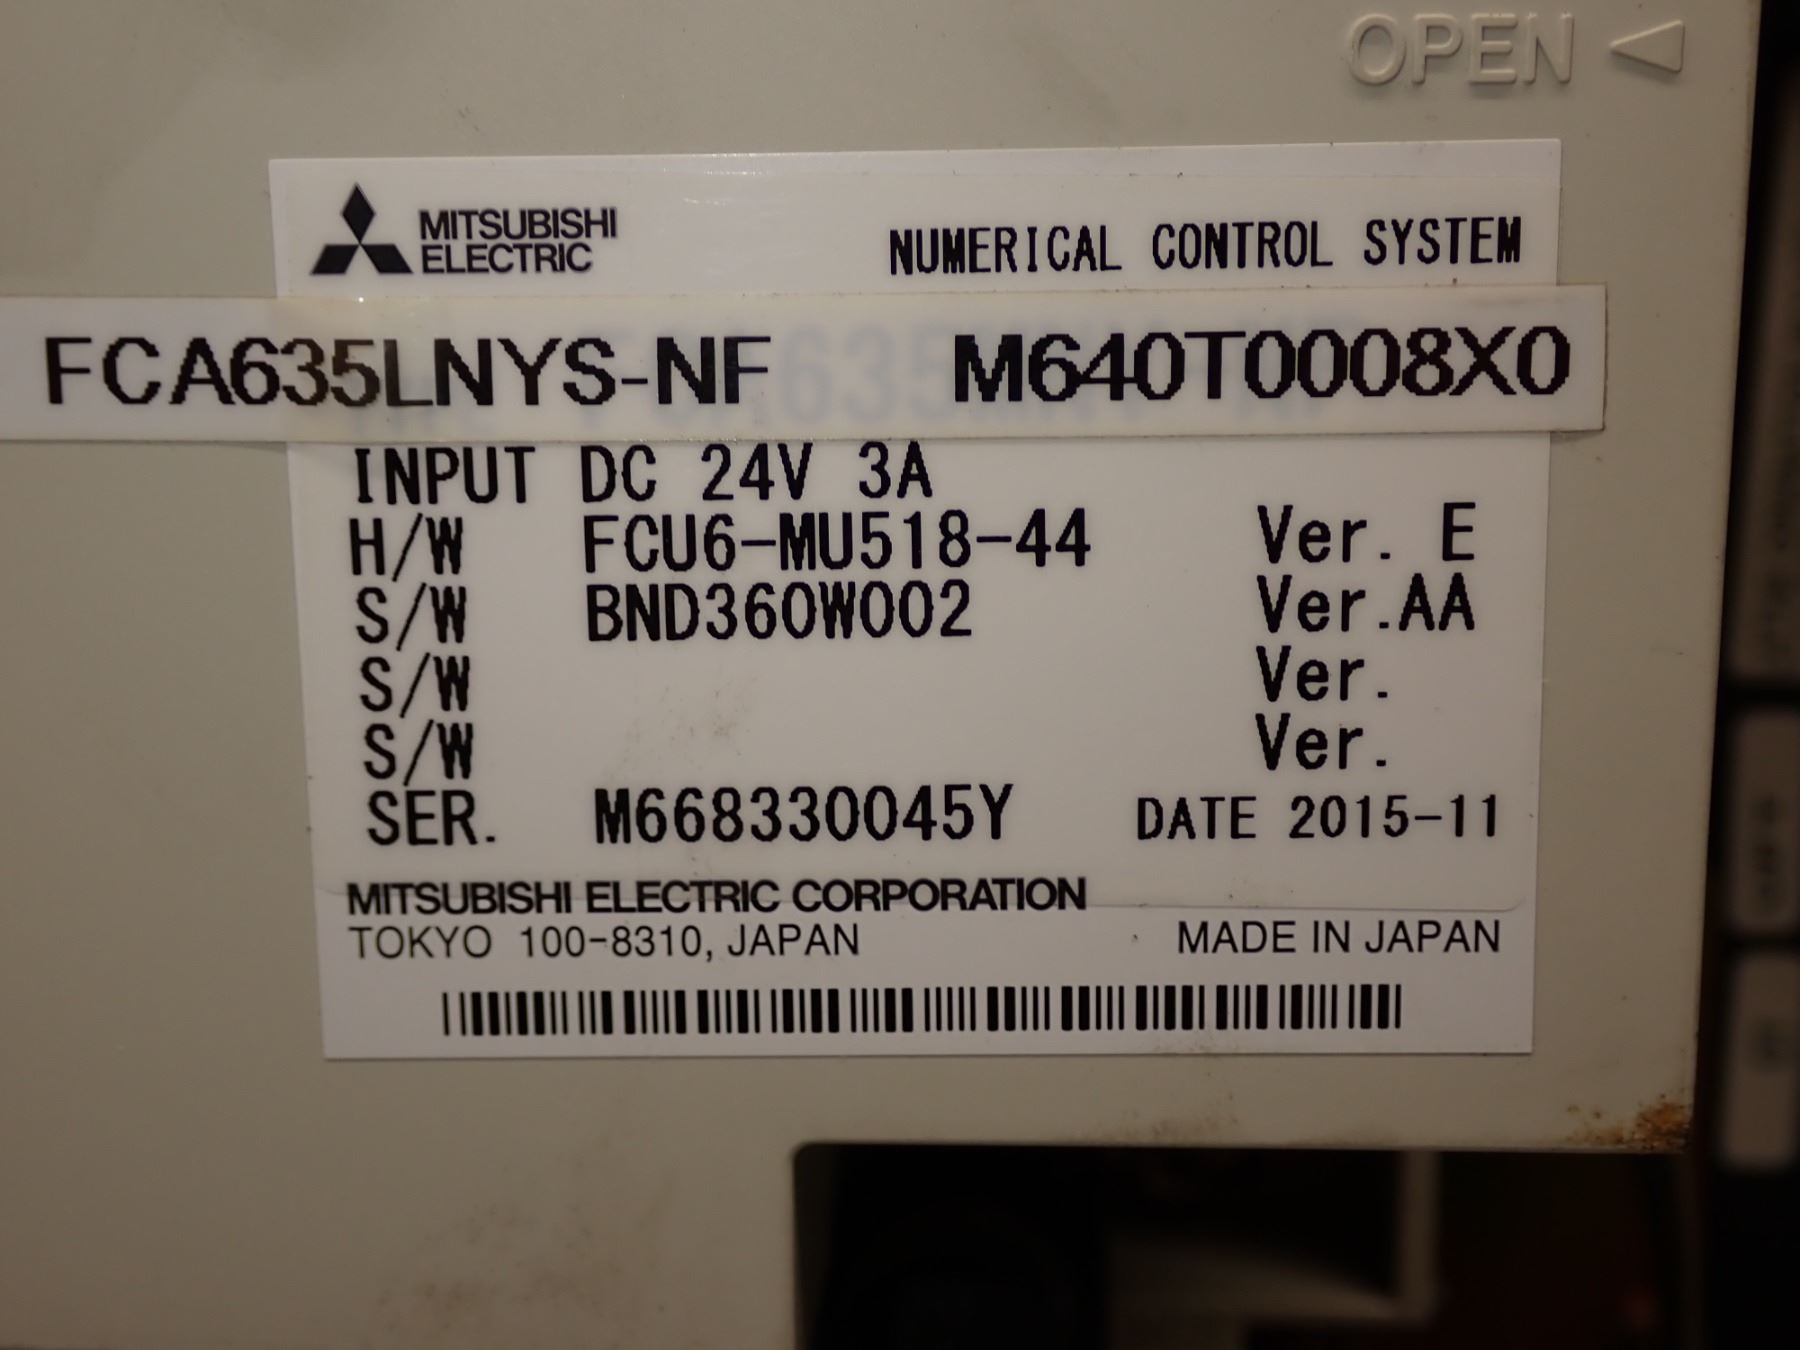 OPEN
MITSUBISHI
ELECTRIC
NUMERICAL CONTROL SYSTEM
FCA635LNYS-NF M640T0008X0
INPUT DC 24V 3A
H/W FCU6-MU518-44 Ver. E
S/W BND360W002 Ver.AA
S/W Ver.
S/W Ver.
SER. M668330045Y DATE 2015-11
MITSUBISHI ELECTRIC CORPORATION
TOKYO 100-8310, JAPAN MADE IN JAPAN